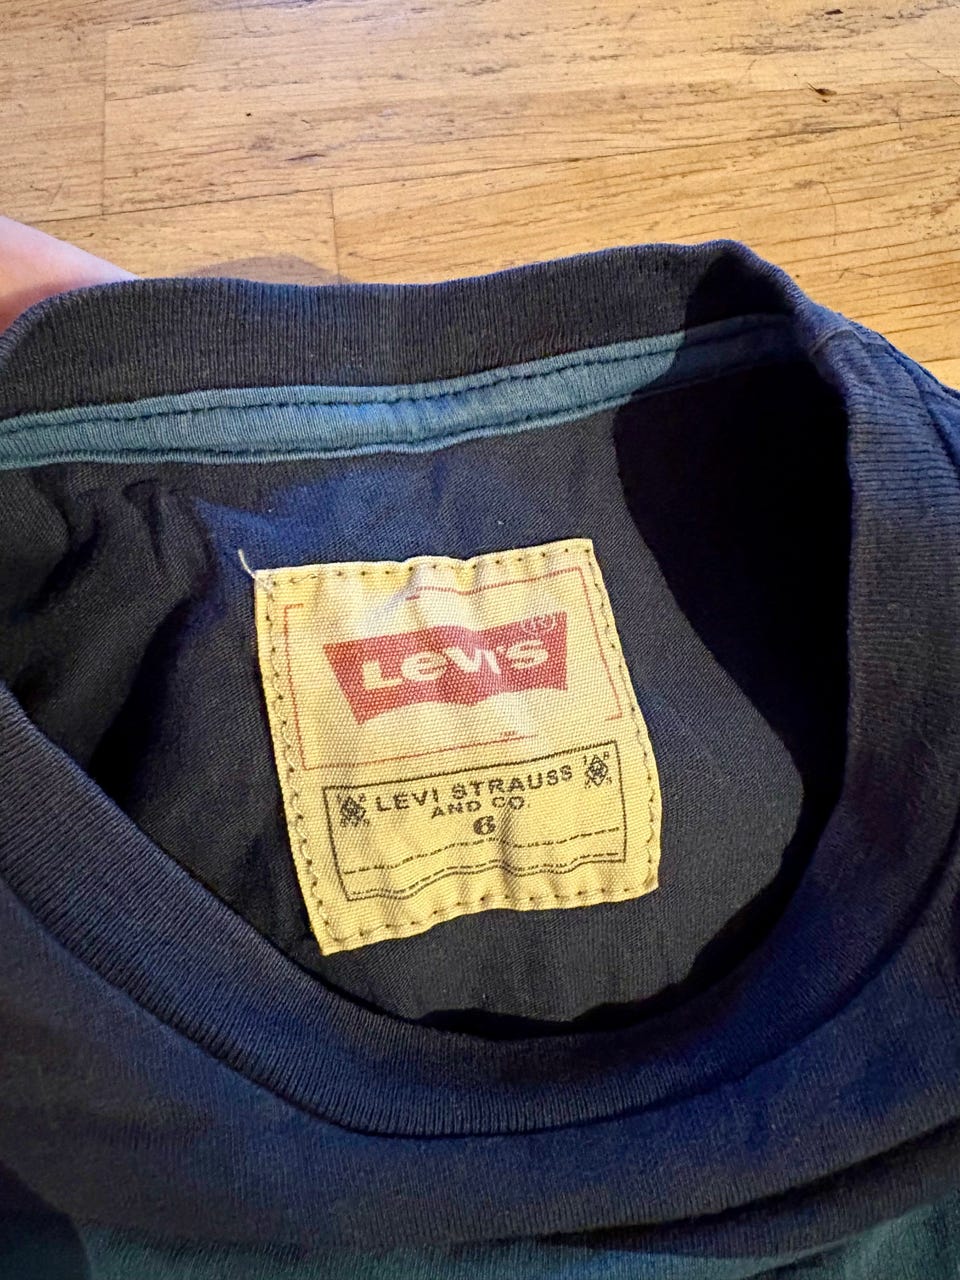 Levi's
LEVI STRAUSS
AND CO.
6